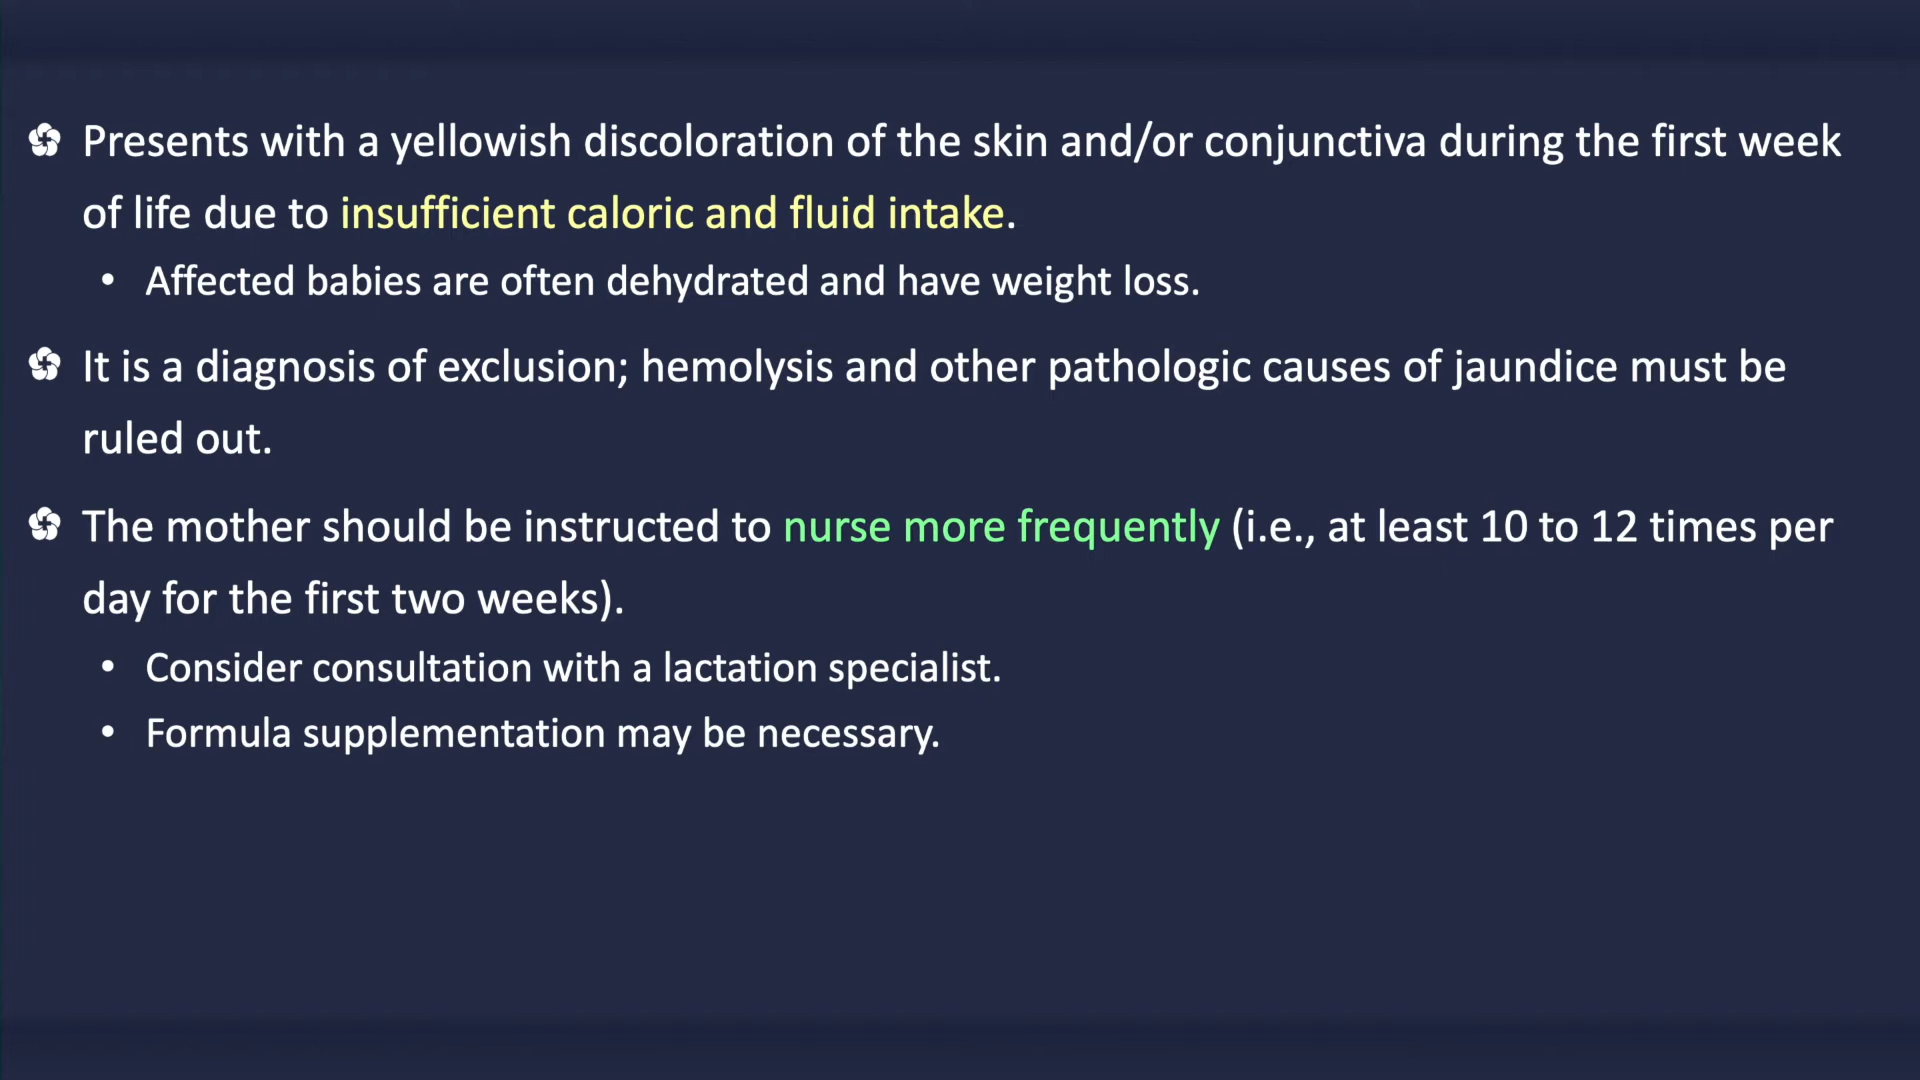 Presents with a yellowish discoloration of the skin and/or conjunctiva during the first week
of life due to insufficient caloric and fluid intake.
• Affected babies are often dehydrated and have weight loss.
It is a diagnosis of exclusion; hemolysis and other pathologic causes of jaundice must be
ruled out.
The mother should be instructed to nurse more frequently (i.e., at least 10 to 12 times per
day for the first two weeks).
• Consider consultation with a lactation specialist.
• Formula supplementation may be necessary.